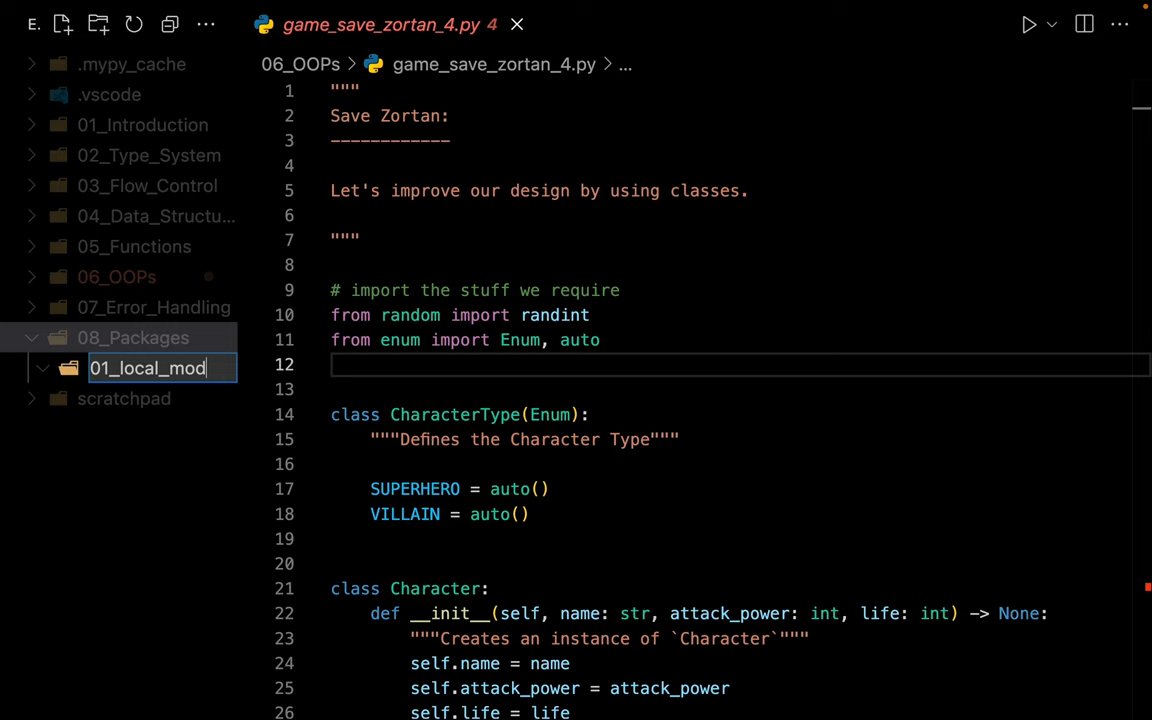 E.
game_save_zortan_4.py 4
.mypy_cache
.vscode
01_Introduction
02_Type_System
03_Flow_Control
04_Data_Structu...
05_Functions
06_OOPs
07_Error_Handling
08_Packages
01_local_mod
scratchpad
06_OOPs > game_save_zortan_4.py > ...
1 """
2 Save Zortan:
3 ------------
4
5 Let's improve our design by using classes.
6
7 """
8
9 # import the stuff we require
10 from random import randint
11 from enum import Enum, auto
12
13
14 class CharacterType(Enum):
15 """Defines the Character Type"""
16
17 SUPERHERO = auto()
18 VILLAIN = auto()
19
20
21 class Character:
22 def __init__(self, name: str, attack_power: int, life: int) -> None:
23 """Creates an instance of `Character`"""
24 self.name = name
25 self.attack_power = attack_power
26 self.life = life